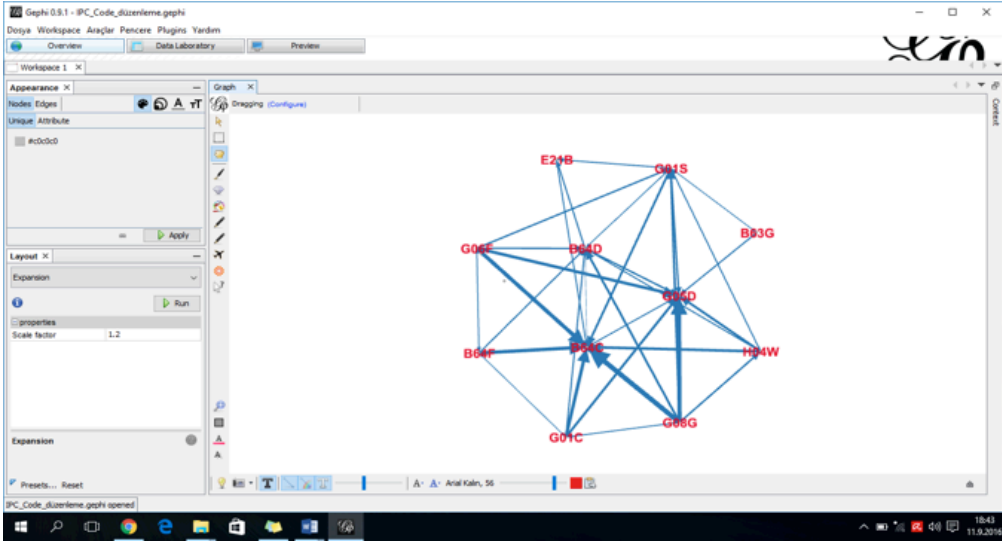 Gephi 0.9.1 - IPC_Code_düzenleme.gephi
Dosya Workspace Araçlar Pencere Plugins Yardım
Overview Data Laboratory Preview
Workspace 1
Appearance
Nodes Edges
Unique Attribute
#c0c0c0
Apply
Layout
Expansion
Run
properties
Scale factor 1.2
Expansion
Presets... Reset
Graph
Dragging (Configure)
Context
E21B
G01S
B03G
G06F
B64D
G05D
B64F
B64C
H04W
G08G
G01C
A- A- Arial Kalın, 56
IPC_Code_düzenleme.gephi opened
18:43
11.9.2016